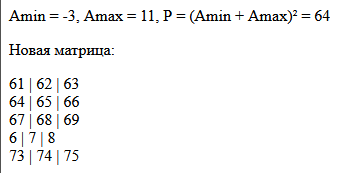 Amin = -3, Amax = 11, P = (Amin + Amax)² = 64
Новая матрица:
61 | 62 | 63
64 | 65 | 66
67 | 68 | 69
6 | 7 | 8
73 | 74 | 75